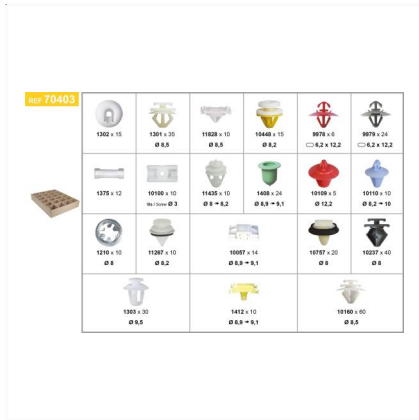 REF 70403
1302 x 15
1301 x 35
Ø 8,5
11828 x 10
Ø 8,5
10448 x 15
Ø 8,2
9978 x 6
6,2 x 12,2
9979 x 24
6,2 x 12,2
1375 x 12
10100 x 10
Vis / Screw Ø 3
11435 x 10
Ø 8 → 8,2
1408 x 24
Ø 8,9 → 9,1
10109 x 5
Ø 12,2
10110 x 10
Ø 8,2 → 10
1210 x 10
Ø 8
11267 x 10
Ø 8,2
10057 x 14
Ø 8,9 → 9,1
10757 x 20
Ø 8
10237 x 40
Ø 8
1303 x 30
Ø 9,5
1412 x 10
Ø 8,9 → 9,1
10160 x 60
Ø 8,5